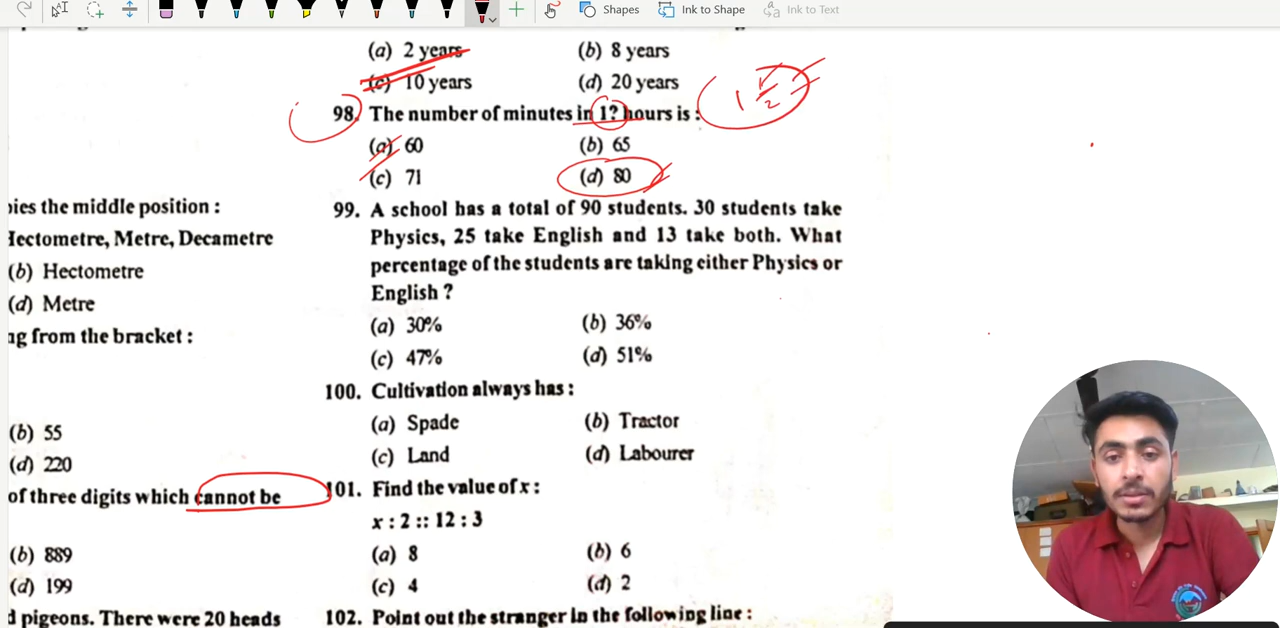 Shapes
Ink to Shape
Ink to Text
(a) 2 years
(b) 8 years
(c) 10 years
(d) 20 years
98. The number of minutes in 1? hours is :
(a) 60
(b) 65
(c) 71
(d) 80
1
2
pies the middle position :
Hectometre, Metre, Decametre
(b) Hectometre
(d) Metre
ng from the bracket :
(b) 55
(d) 220
of three digits which cannot be
(b) 889
(d) 199
d pigeons. There were 20 heads
99. A school has a total of 90 students. 30 students take
Physics, 25 take English and 13 take both. What
percentage of the students are taking either Physics or
English ?
(a) 30%
(b) 36%
(c) 47%
(d) 51%
100. Cultivation always has :
(a) Spade
(b) Tractor
(c) Land
(d) Labourer
101. Find the value of x :
x : 2 :: 12 : 3
(a) 8
(b) 6
(c) 4
(d) 2
102. Point out the stranger in the following line :